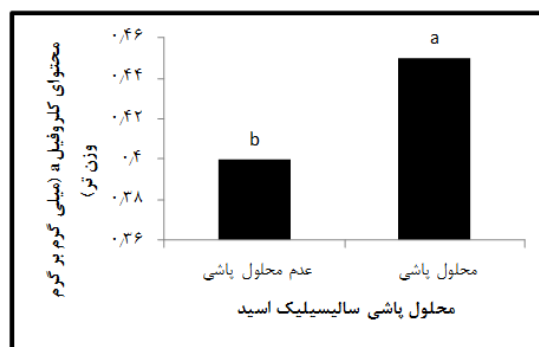 محتوای کلروفیل a (میلی گرم بر گرم
وزن تر)
۰٫۴۶
۰٫۴۴
۰٫۴۲
۰٫۴
۰٫۳۸
۰٫۳۶
b
a
عدم محلول پاشی
محلول پاشی
محلول پاشی سالیسیلیک اسید